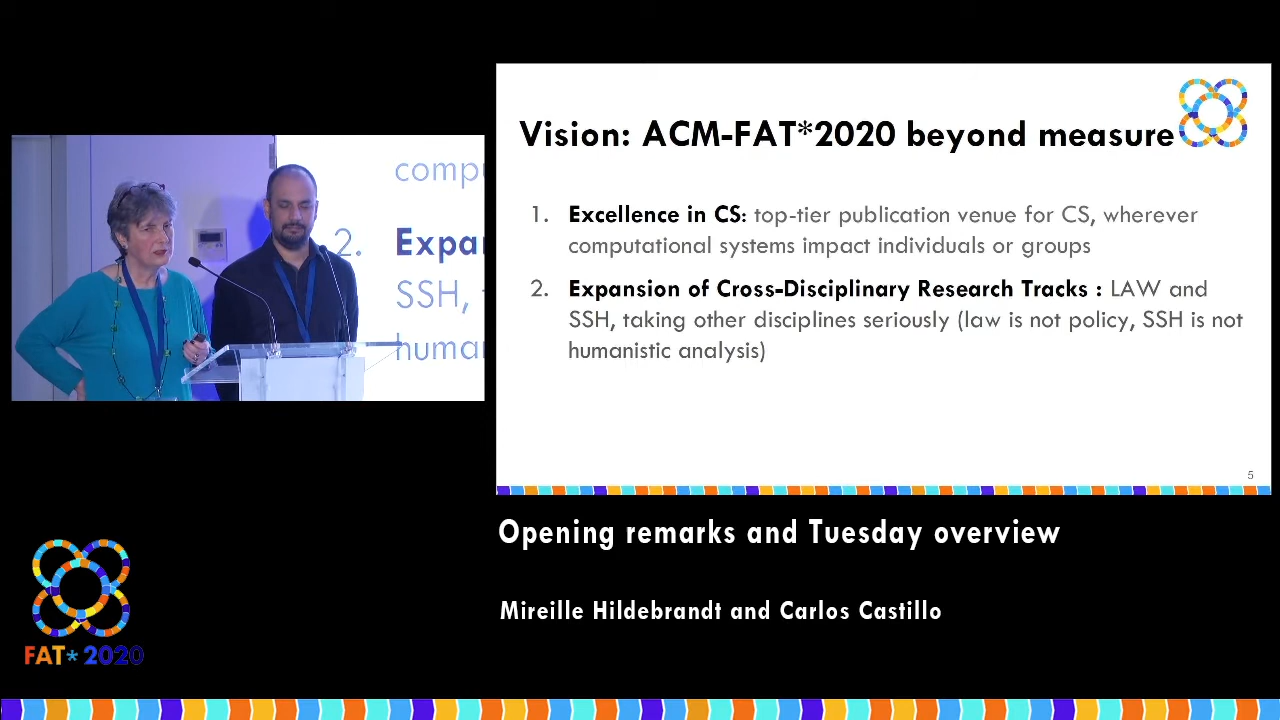 Vision: ACM-FAT*2020 beyond measure
1. Excellence in CS: top-tier publication venue for CS, wherever
computational systems impact individuals or groups
2. Expansion of Cross-Disciplinary Research Tracks : LAW and
SSH, taking other disciplines seriously (law is not policy, SSH is not
humanistic analysis)
5
comp
2. Expa
SSH,
huma
Opening remarks and Tuesday overview
Mireille Hildebrandt and Carlos Castillo
FAT* 2020